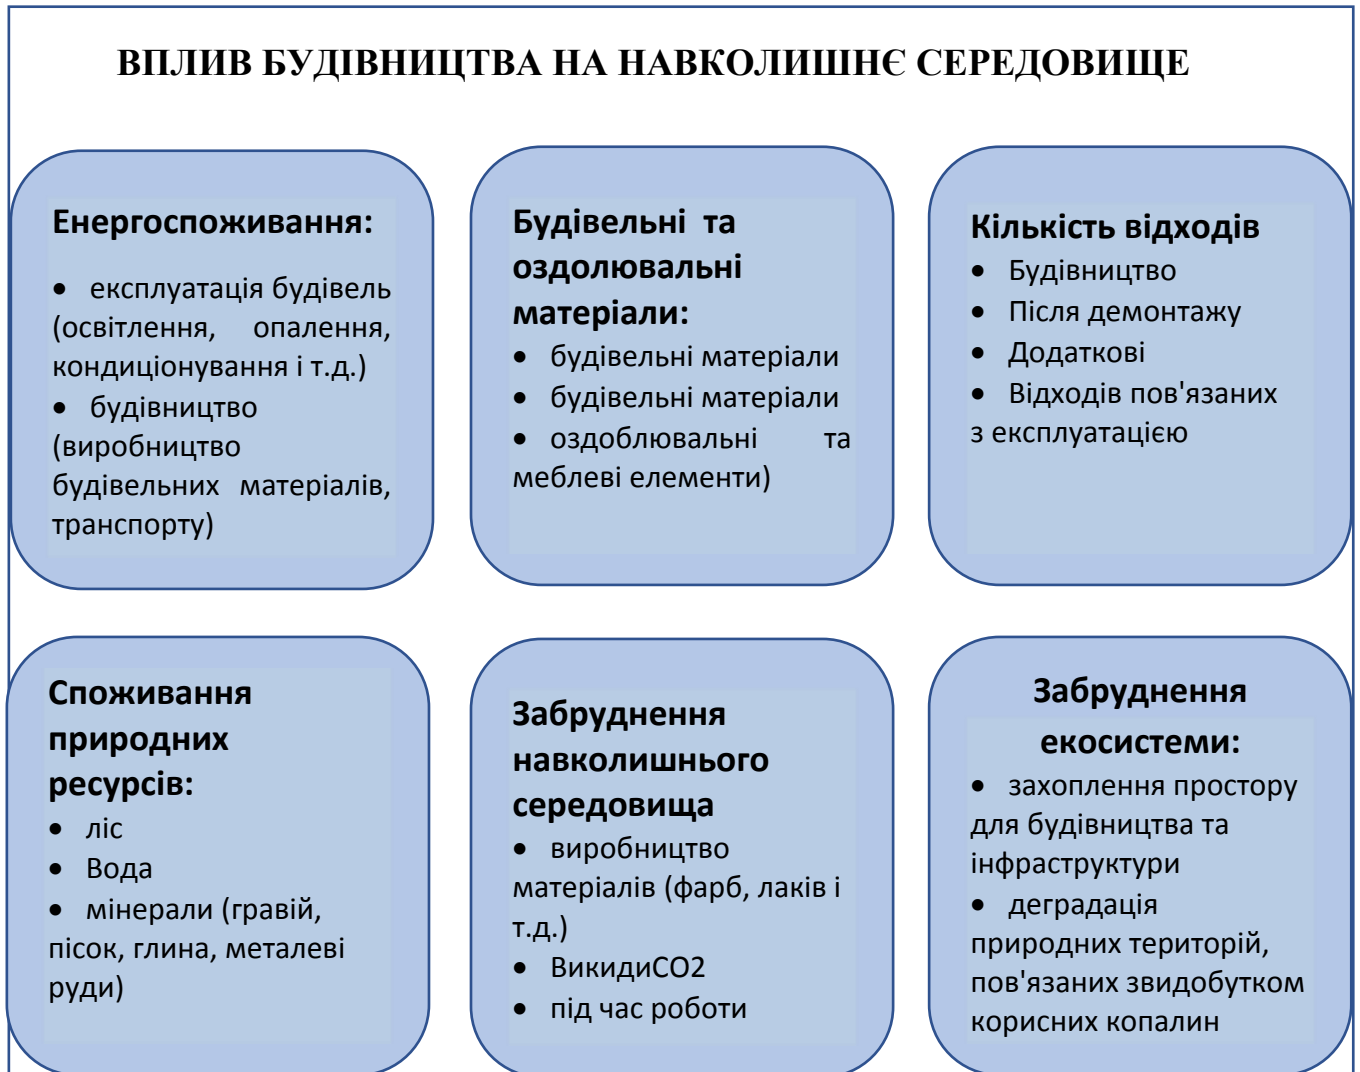 ВПЛИВ БУДІВНИЦТВА НА НАВКОЛИШНЄ СЕРЕДОВИЩЕ
Енергоспоживання:
• експлуатація будівель
(освітлення, опалення,
кондиціонування і т.д.)
• будівництво
(виробництво
будівельних матеріалів,
транспорту)
Будівельні та
оздолювальні
матеріали:
• будівельні матеріали
• будівельні матеріали
• оздоблювальні та
меблеві елементи)
Кількість відходів
• Будівництво
• Після демонтажу
• Додаткові
• Відходів пов'язаних
з експлуатацією
Споживання
природних
ресурсів:
• ліс
• Вода
• мінерали (гравій,
пісок, глина, металеві
руди)
Забруднення
навколишнього
середовища
• виробництво
матеріалів (фарб, лаків і
т.д.)
• ВикидиСО2
• під час роботи
Забруднення
екосистеми:
• захоплення простору
для будівництва та
інфраструктури
• деградація
природних територій,
пов'язаних звидобутком
корисних копалин